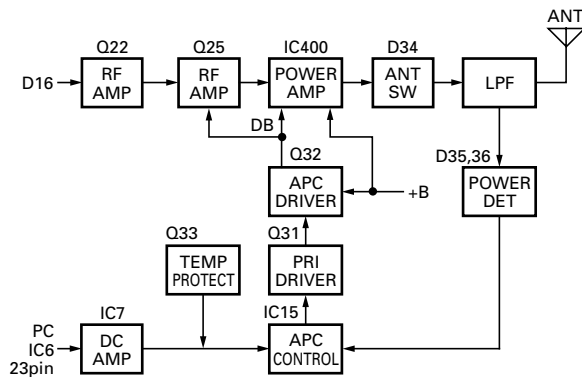 ANT
Q22
Q25
IC400
D34
D16
RF
AMP
RF
AMP
POWER
AMP
ANT
SW
LPF
DB
Q32
D35,36
APC
DRIVER
+B
POWER
DET
Q33
Q31
TEMP
PROTECT
PRI
DRIVER
IC7
IC15
PC
IC6
23pin
DC
AMP
APC
CONTROL